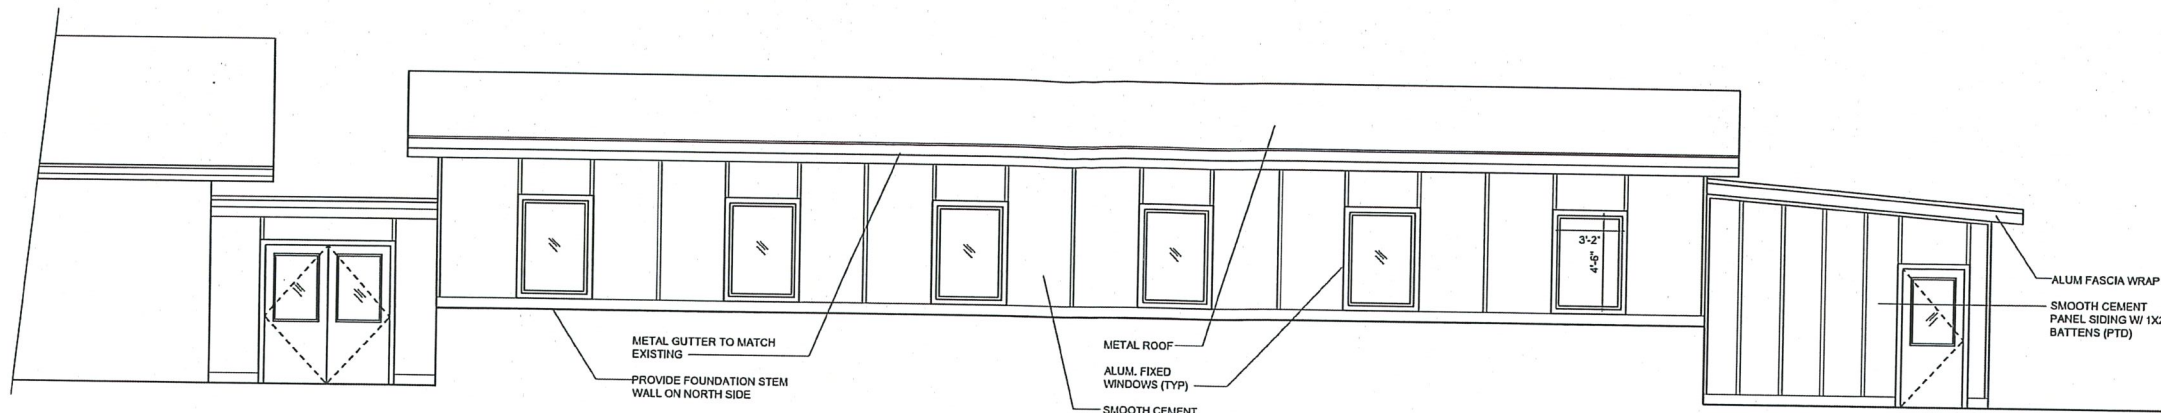 3'-2"
4'-6"
METAL GUTTER TO MATCH
EXISTING
PROVIDE FOUNDATION STEM
WALL ON NORTH SIDE
METAL ROOF
ALUM. FIXED
WINDOWS (TYP)
SMOOTH CEMENT
ALUM FASCIA WRAP
SMOOTH CEMENT
PANEL SIDING W/ 1X2
BATTENS (PTD)